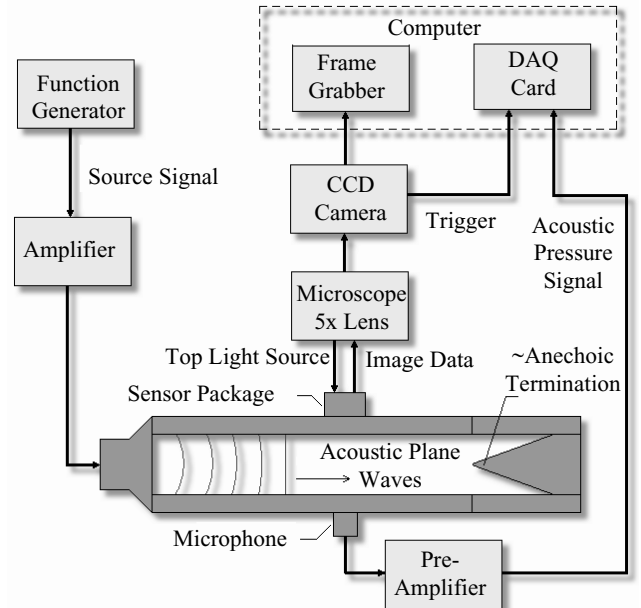 Computer
Function
Generator
Frame
Grabber
DAQ
Card
Source Signal
CCD
Camera
Trigger
Acoustic
Pressure
Signal
Amplifier
Microscope
5x Lens
Top Light Source
Image Data
~Anechoic
Termination
Sensor Package
Acoustic Plane
Waves
Microphone
Pre-
Amplifier